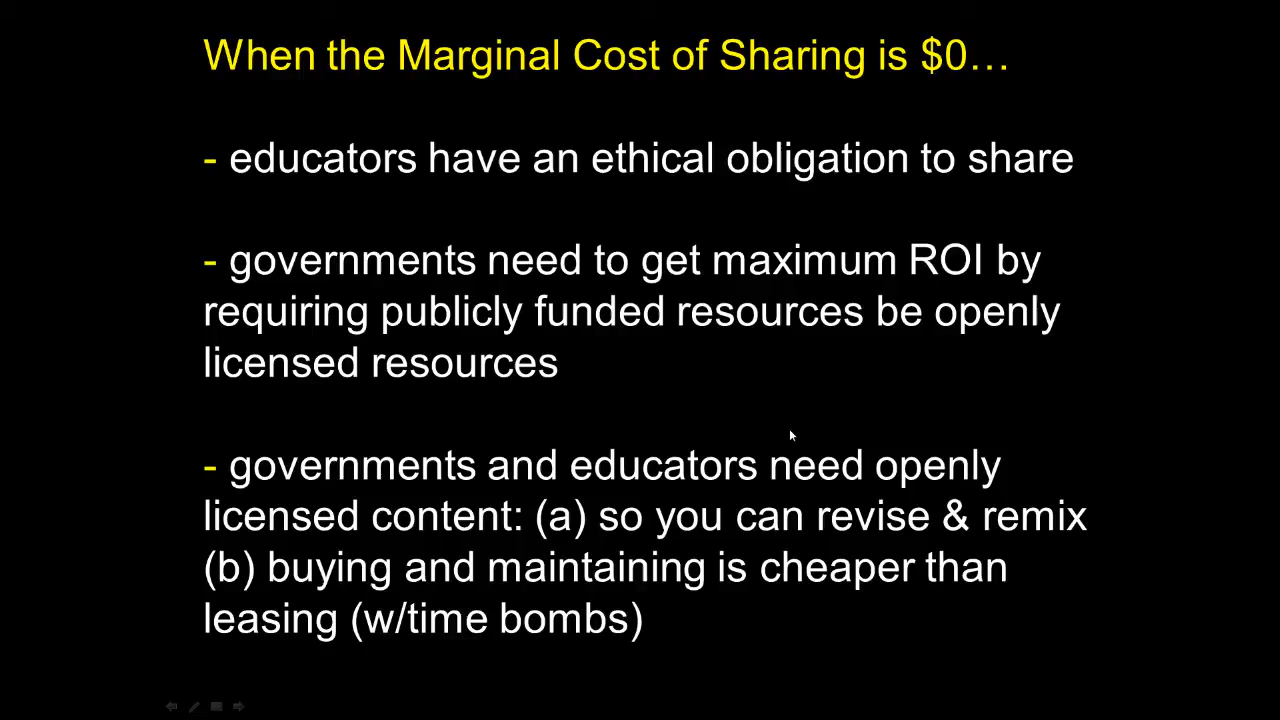 When the Marginal Cost of Sharing is $0…
- educators have an ethical obligation to share
- governments need to get maximum ROI by
requiring publicly funded resources be openly
licensed resources
- governments and educators need openly
licensed content: (a) so you can revise & remix
(b) buying and maintaining is cheaper than
leasing (w/time bombs)